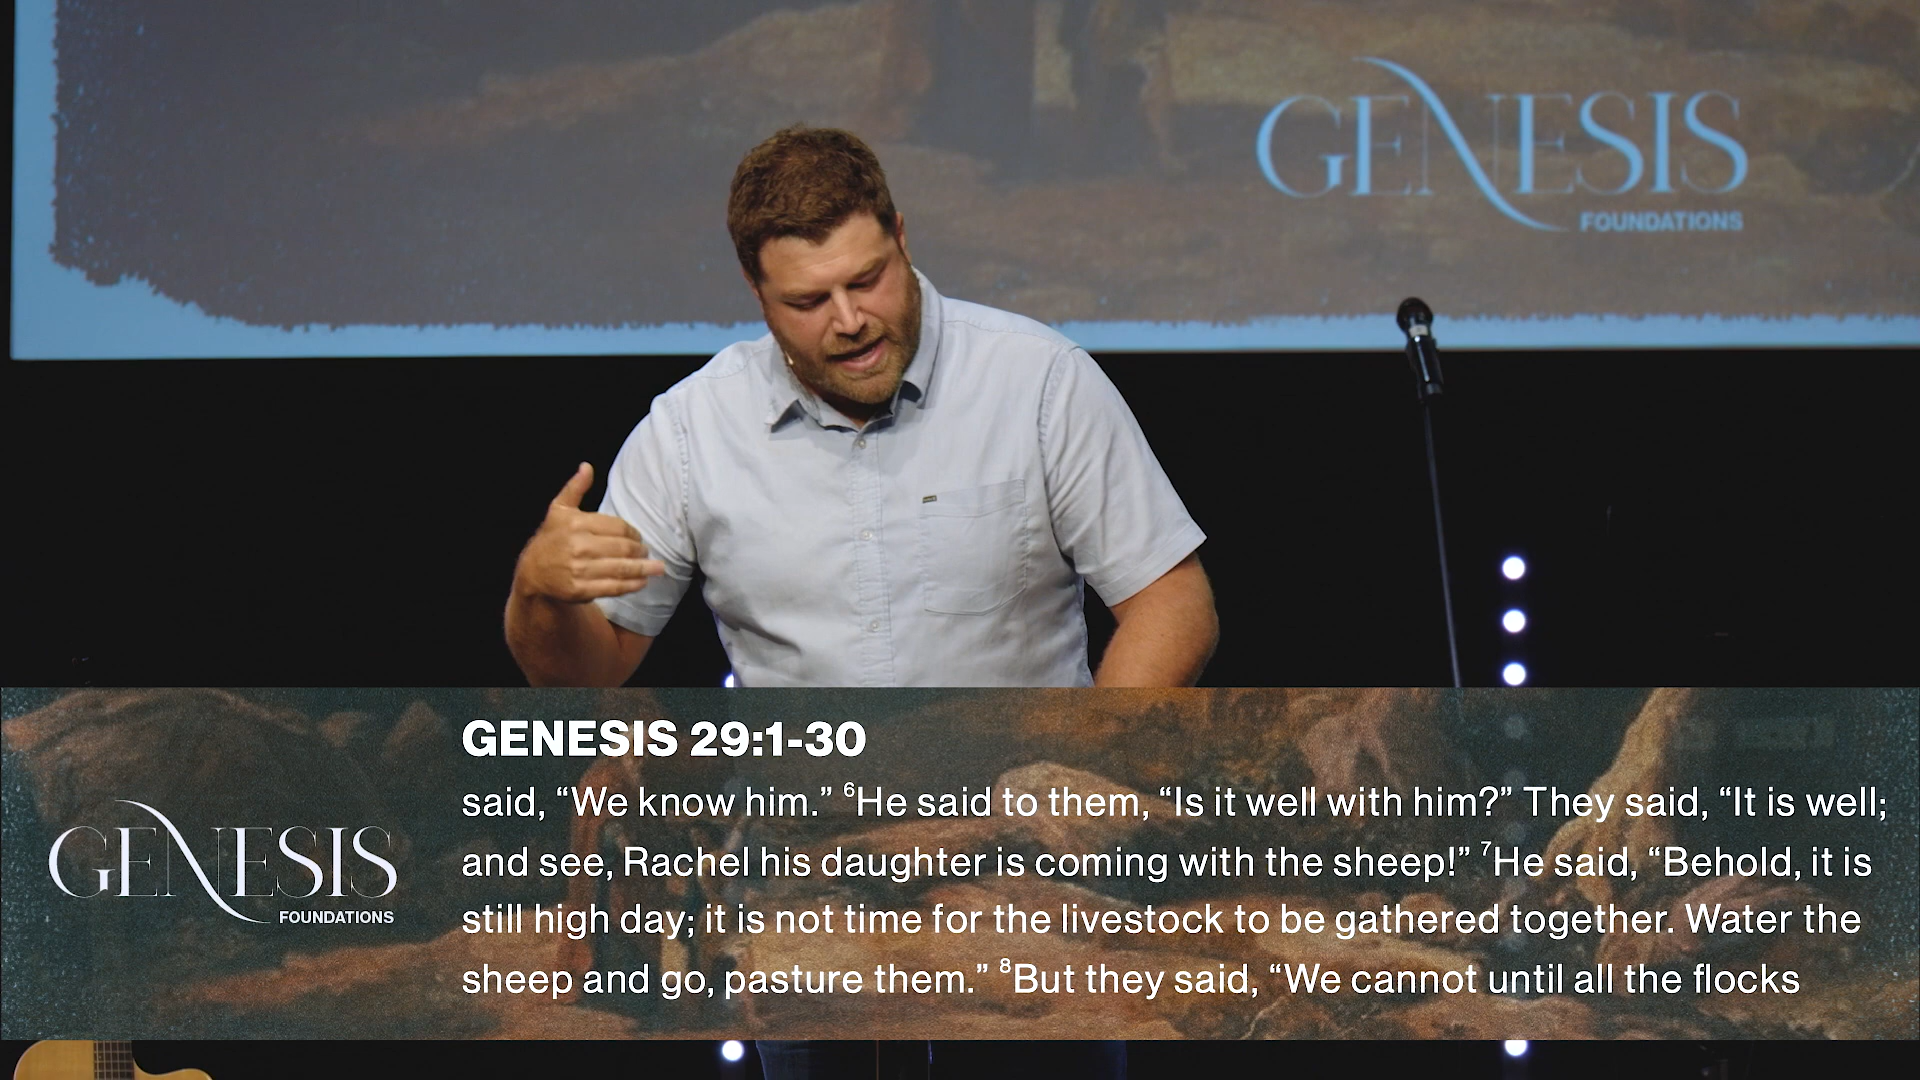 GENESIS
FOUNDATIONS
GENESIS 29:1-30
said, “We know him.” ⁶He said to them, “Is it well with him?” They said, “It is well;
and see, Rachel his daughter is coming with the sheep!” ⁷He said, “Behold, it is
still high day; it is not time for the livestock to be gathered together. Water the
sheep and go, pasture them.” ⁸But they said, “We cannot until all the flocks
GENESIS
FOUNDATIONS